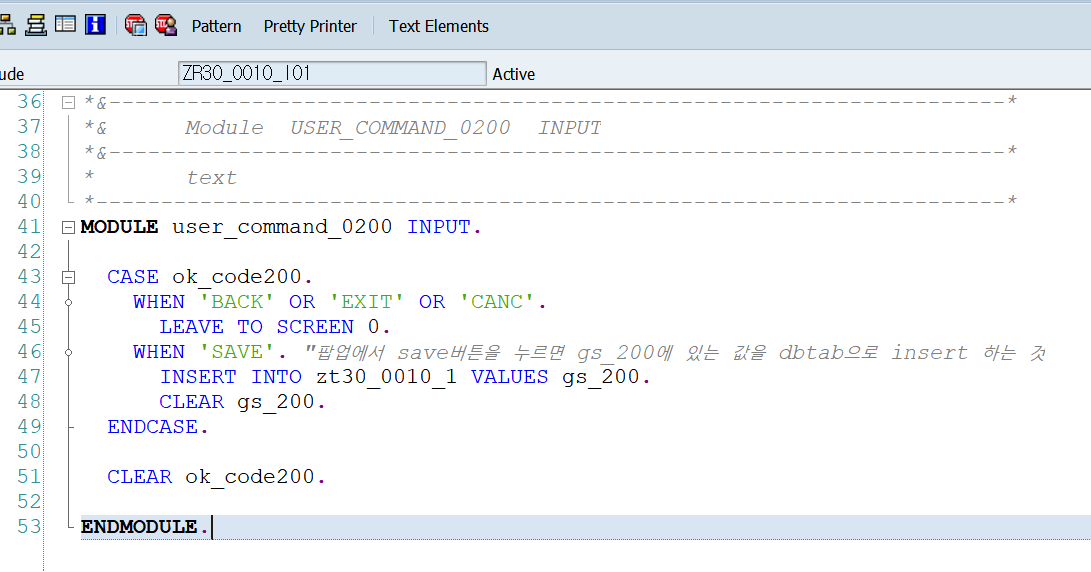 Pattern Pretty Printer Text Elements
ude ZR30_0010_I01 Active
36 *&---------------------------------------------------------------------*
37 *&      Module  USER_COMMAND_0200  INPUT
38 *&---------------------------------------------------------------------*
39 *       text
40 *----------------------------------------------------------------------*
41 MODULE user_command_0200 INPUT.
42
43   CASE ok_code200.
44     WHEN 'BACK' OR 'EXIT' OR 'CANC'.
45       LEAVE TO SCREEN 0.
46     WHEN 'SAVE'. "팝업에서 save버튼을 누르면 gs_200에 있는 값을 dbtab으로 insert 하는 것
47       INSERT INTO zt30_0010_1 VALUES gs_200.
48       CLEAR gs_200.
49   ENDCASE.
50
51   CLEAR ok_code200.
52
53 ENDMODULE.